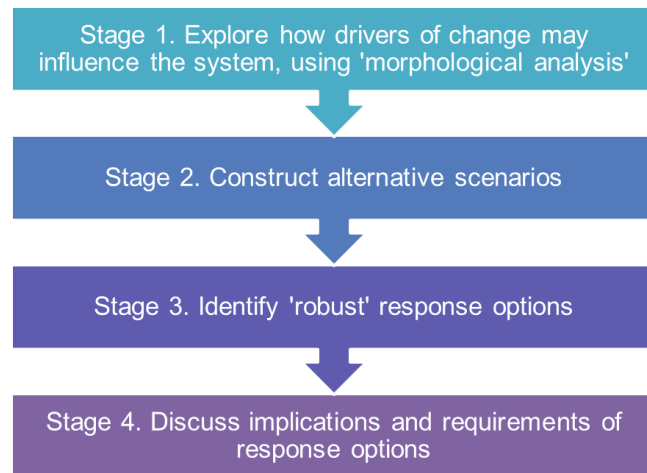 Stage 1. Explore how drivers of change may
influence the system, using 'morphological analysis'
Stage 2. Construct alternative scenarios
Stage 3. Identify 'robust' response options
Stage 4. Discuss implications and requirements of
response options